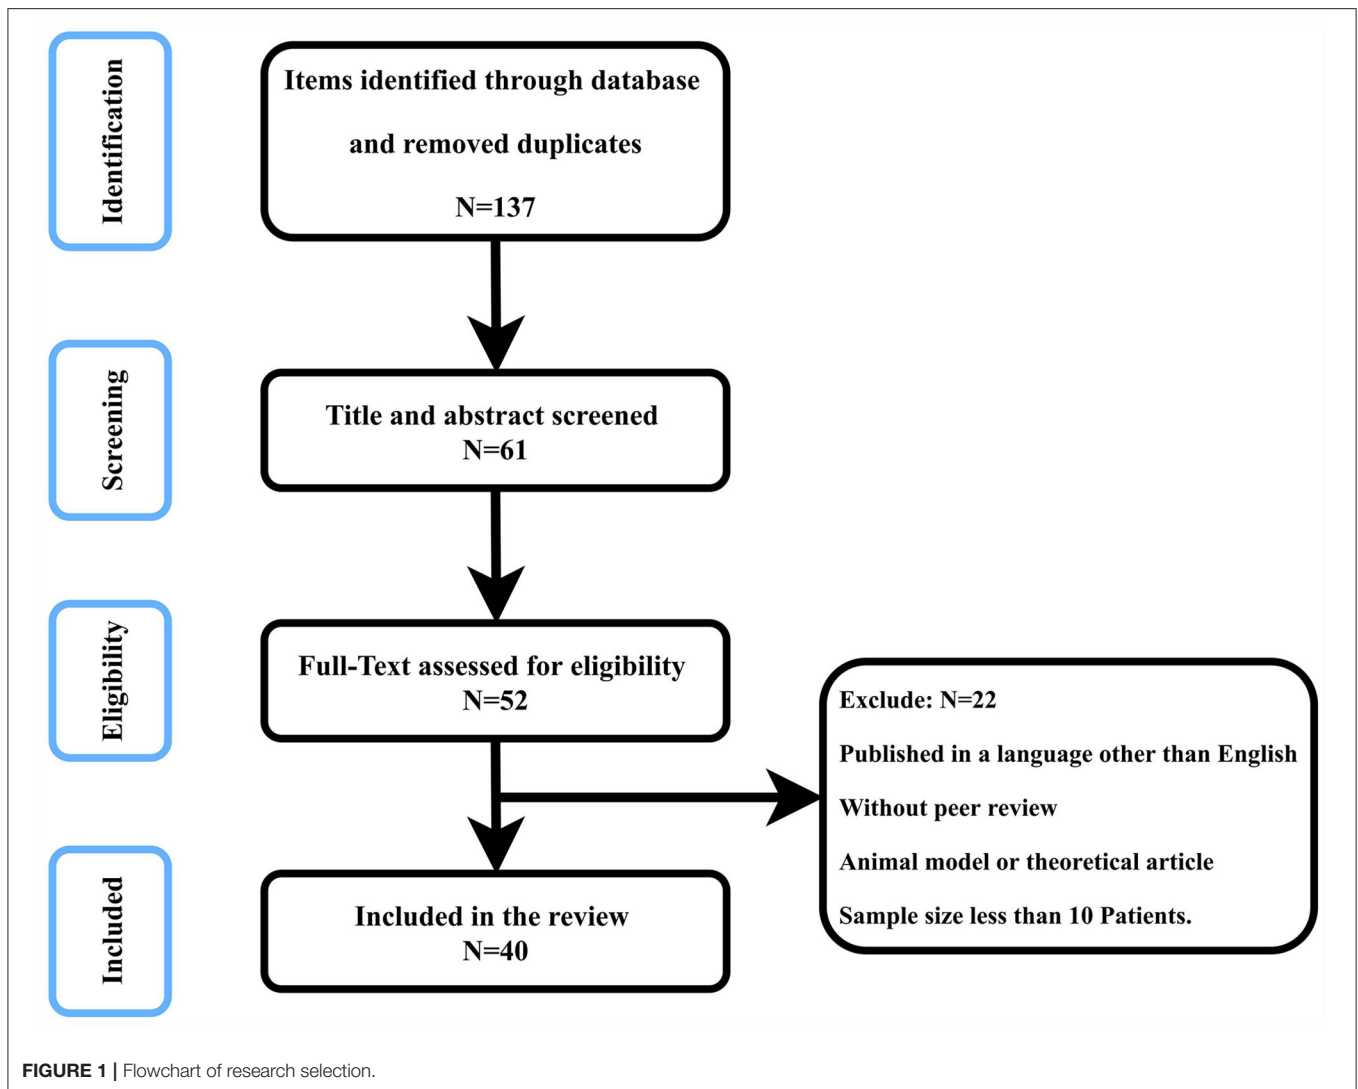 Identification
Items identified through database
and removed duplicates
N=137
Screening
Title and abstract screened
N=61
Eligibility
Full-Text assessed for eligibility
N=52
Exclude: N=22
Published in a language other than English
Without peer review
Animal model or theoretical article
Sample size less than 10 Patients.
Included
Included in the review
N=40
FIGURE 1 | Flowchart of research selection.